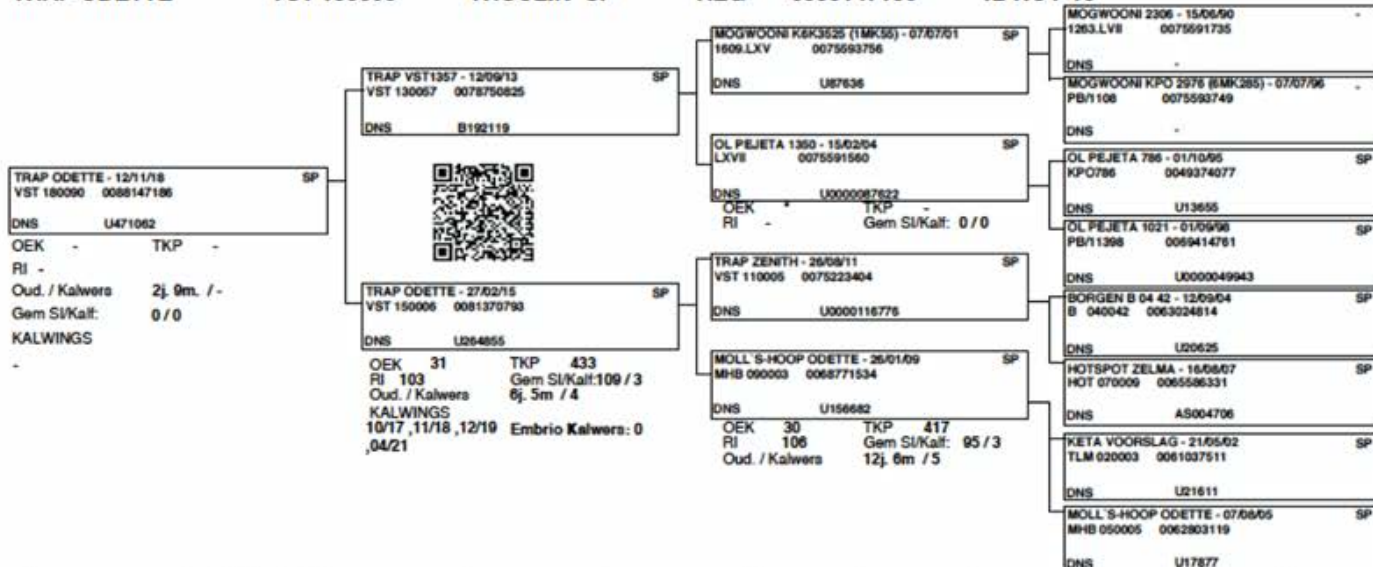 TRAP ODETTE - 12/11/18 SP
VST 180090 0088147186
DNS U471062
OEK - TKP -
RI -
Oud. / Kalwers 2j. 9m. / -
Gem SI/Kalf: 0 / 0
KALWINGS
-
TRAP VST1357 - 12/09/13 SP
VST 130057 0078750825
DNS B192119
TRAP ODETTE - 27/02/15 SP
VST 150006 0081370793
DNS U264855
OEK 31 TKP 433
RI 103 Gem SI/Kalf:109 / 3
Oud. / Kalwers 6j. 5m / 4
KALWINGS
10/17 ,11/18 ,12/19 Embrio Kalwers: 0
,04/21
MOGWOONI K6K3525 (1MK55) - 07/07/01 SP
1609.LXV 0075593756
DNS U87636
OL PEJETA 1350 - 15/02/04 SP
LXVII 0075591560
DNS U0000087622
OEK * TKP -
RI - Gem SI/Kalf: 0 / 0
TRAP ZENITH - 26/08/11 SP
VST 110005 0075223404
DNS U0000116776
MOLL`S-HOOP ODETTE - 26/01/09 SP
MHB 090003 0068771534
DNS U156682
OEK 30 TKP 417
RI 106 Gem SI/Kalf: 95 / 3
Oud. / Kalwers 12j. 6m / 5
MOGWOONI 2306 - 15/06/90 -
1263.LVII 0075591735
DNS -
MOGWOONI KPO 2976 (6MK285) - 07/07/96 -
PB/1108 0075593749
DNS -
OL PEJETA 786 - 01/10/95 SP
KPO786 0049374077
DNS U13655
OL PEJETA 1021 - 01/09/98 SP
PB/11398 0069414761
DNS U0000049943
BORGEN B 04 42 - 12/09/04 SP
B 040042 0063024814
DNS U20625
HOTSPOT ZELMA - 16/08/07 SP
HOT 070009 0065586331
DNS AS004706
KETA VOORSLAG - 21/05/02 SP
TLM 020003 0061037511
DNS U21611
MOLL`S-HOOP ODETTE - 07/08/05 SP
MHB 050005 0062803119
DNS U17877